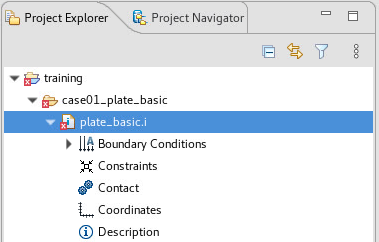 Project Explorer Project Navigator
training
case01_plate_basic
plate_basic.i
Boundary Conditions
Constraints
Contact
Coordinates
Description